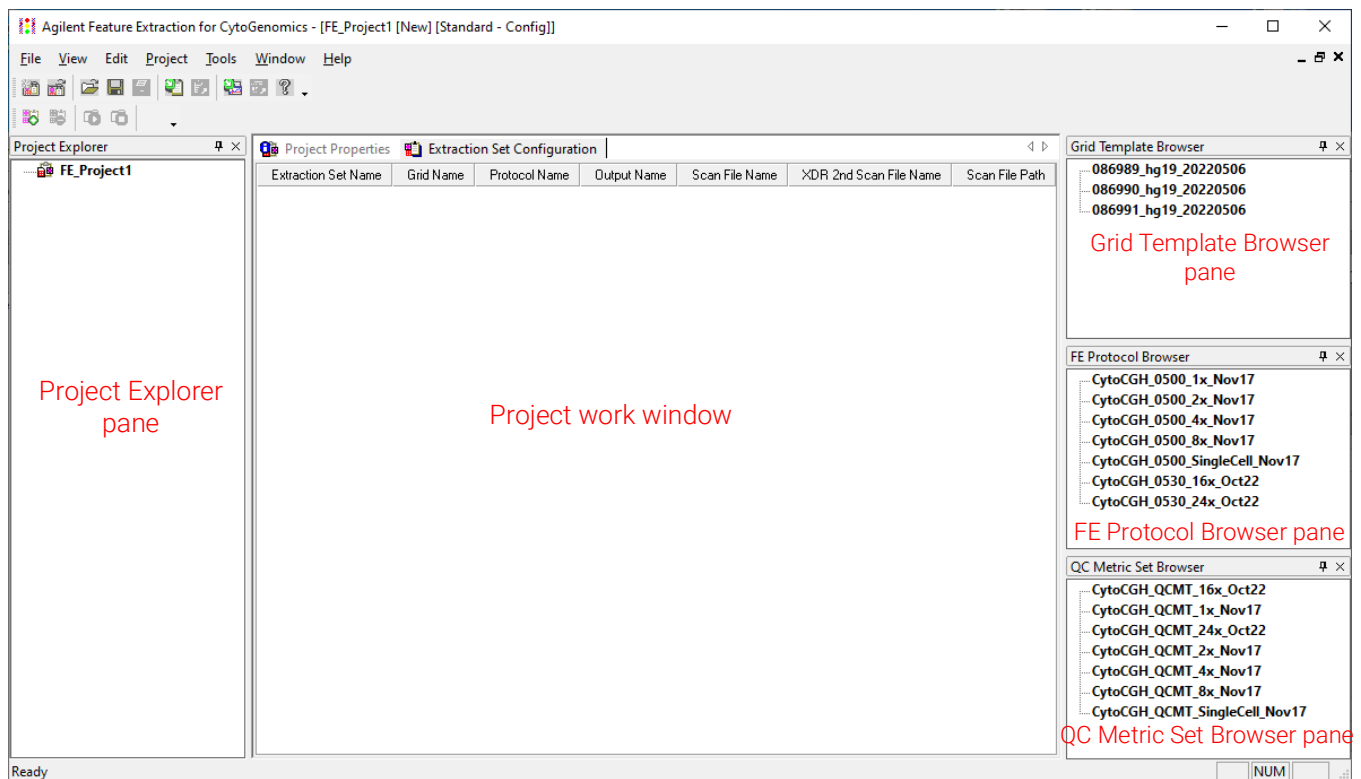 Agilent Feature Extraction for CytoGenomics - [FE_Project1 [New] [Standard - Config]]
File View Edit Project Tools Window Help
Project Explorer
FE_Project1
Project Explorer
pane
Project Properties Extraction Set Configuration
Extraction Set Name Grid Name Protocol Name Output Name Scan File Name XDR 2nd Scan File Name Scan File Path
Project work window
Grid Template Browser
086989_hg19_20220506
086990_hg19_20220506
086991_hg19_20220506
Grid Template Browser
pane
FE Protocol Browser
CytoCGH_0500_1x_Nov17
CytoCGH_0500_2x_Nov17
CytoCGH_0500_4x_Nov17
CytoCGH_0500_8x_Nov17
CytoCGH_0500_SingleCell_Nov17
CytoCGH_0530_16x_Oct22
CytoCGH_0530_24x_Oct22
FE Protocol Browser pane
QC Metric Set Browser
CytoCGH_QCMT_16x_Oct22
CytoCGH_QCMT_1x_Nov17
CytoCGH_QCMT_24x_Oct22
CytoCGH_QCMT_2x_Nov17
CytoCGH_QCMT_4x_Nov17
CytoCGH_QCMT_8x_Nov17
CytoCGH_QCMT_SingleCell_Nov17
QC Metric Set Browser pane
Ready NUM